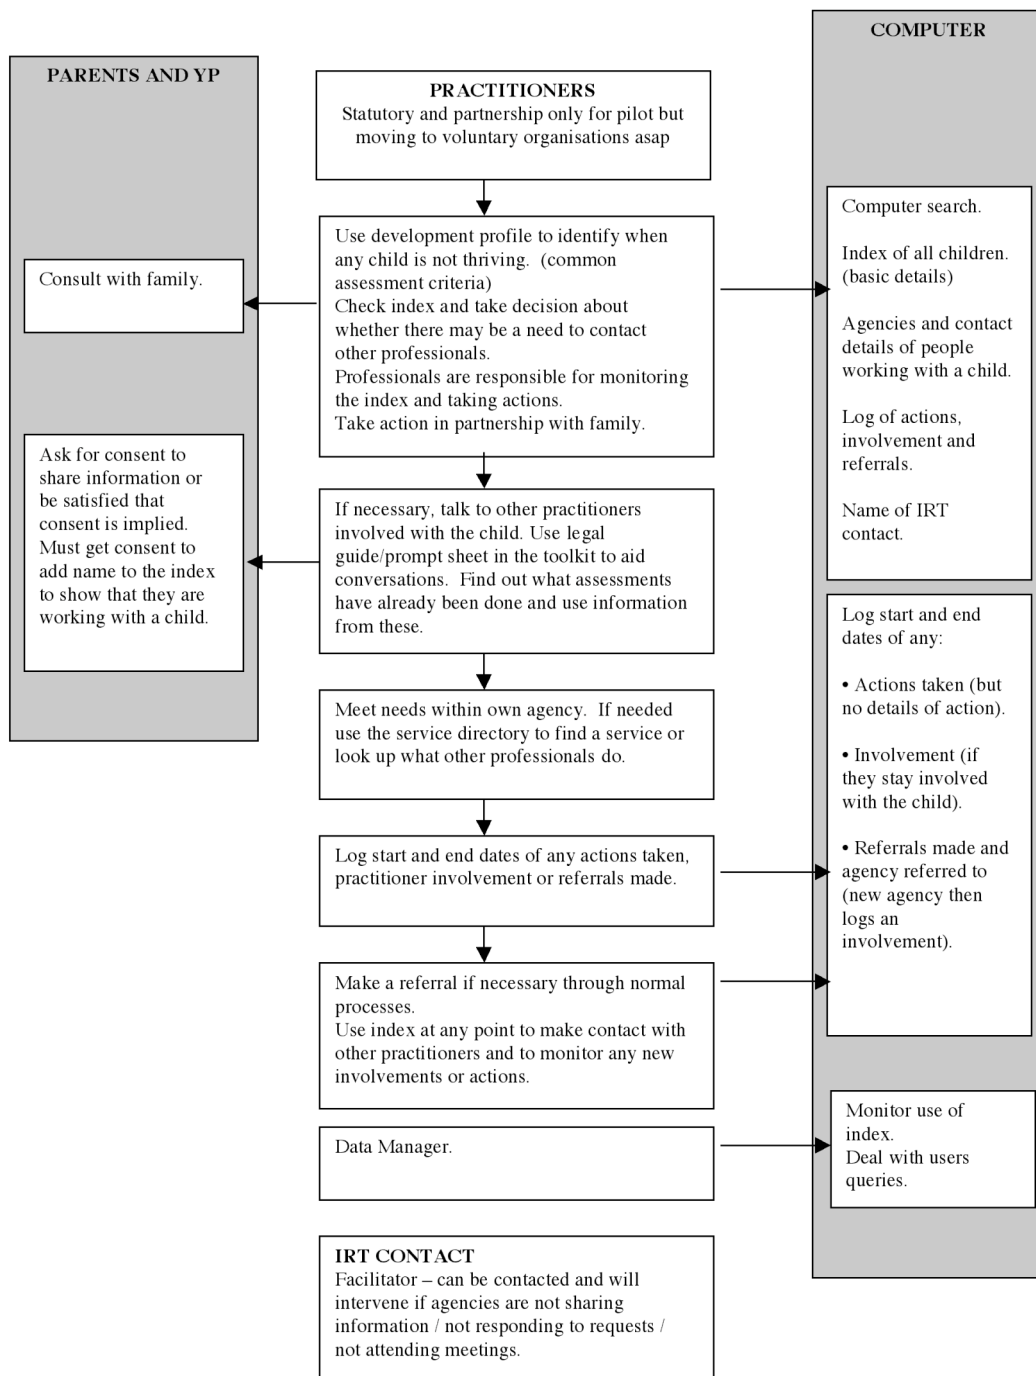 COMPUTER
PARENTS AND YP
PRACTITIONERS
Statutory and partnership only for pilot but
moving to voluntary organisations asap
Use development profile to identify when
any child is not thriving.  (common
assessment criteria)
Check index and take decision about
whether there may be a need to contact
other professionals.
Professionals are responsible for monitoring
the index and taking actions.
Take action in partnership with family.
Consult with family.
Computer search.
Index of all children.
(basic details)
Agencies and contact
details of people
working with a child.
Log of actions,
involvement and
referrals.
Name of IRT
contact.
Ask for consent to
share information or
be satisfied that
consent is implied.
Must get consent to
add name to the index
to show that they are
working with a child.
If necessary, talk to other practitioners
involved with the child. Use legal
guide/prompt sheet in the toolkit to aid
conversations.  Find out what assessments
have already been done and use information
from these.
Meet needs within own agency.  If needed
use the service directory to find a service or
look up what other professionals do.
Log start and end dates of any actions taken,
practitioner involvement or referrals made.
Log start and end
dates of any:
• Actions taken (but
no details of action).
• Involvement (if
they stay involved
with the child).
• Referrals made and
agency referred to
(new agency then
logs an
involvement).
Make a referral if necessary through normal
processes.
Use index at any point to make contact with
other practitioners and to monitor any new
involvements or actions.
Data Manager.
Monitor use of
index.
Deal with users
queries.
IRT CONTACT
Facilitator – can be contacted and will
intervene if agencies are not sharing
information / not responding to requests /
not attending meetings.